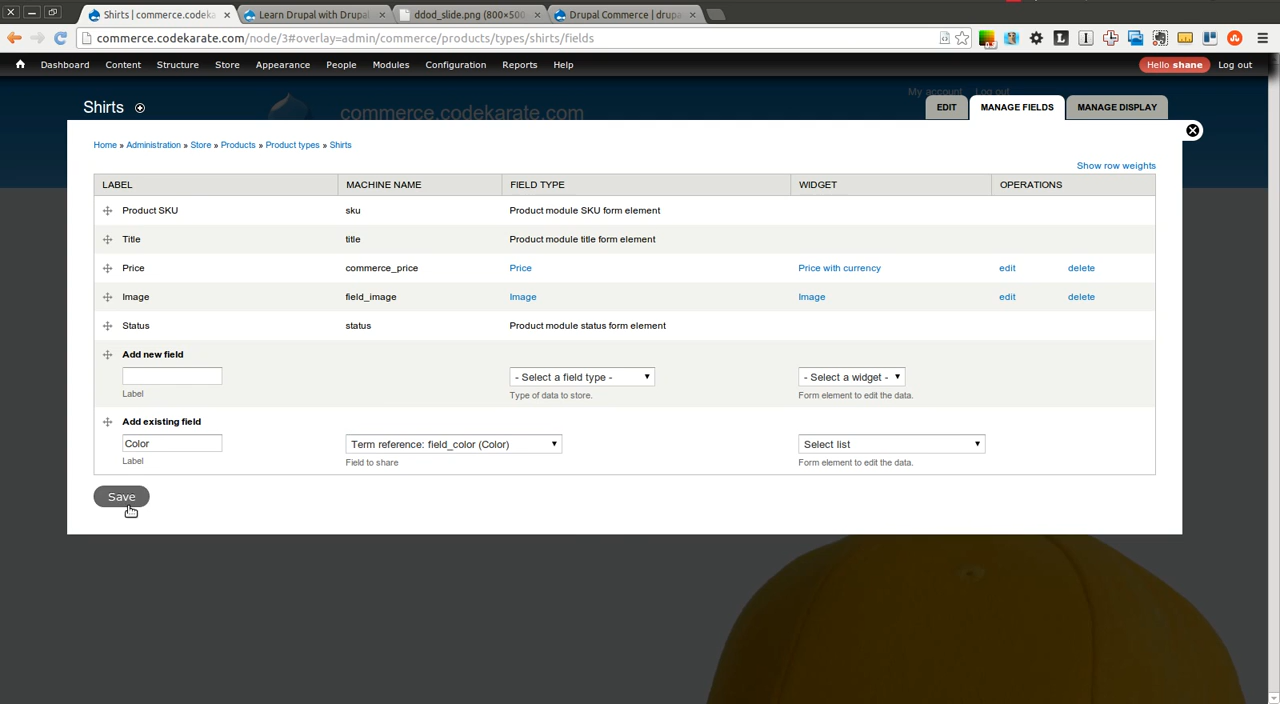 Shirts | commerce.codeka
Learn Drupal with Drupal
ddod_slide.png (800×500
Drupal Commerce | drupa
commerce.codekarate.com/node/3#overlay=admin/commerce/products/types/shirts/fields
Dashboard Content Structure Store Appearance People Modules Configuration Reports Help Hello shane Log out
My account Log out
Shirts
commerce.codekarate.com
EDIT MANAGE FIELDS MANAGE DISPLAY
Home » Administration » Store » Products » Product types » Shirts
Show row weights
LABEL MACHINE NAME FIELD TYPE WIDGET OPERATIONS
Product SKU sku Product module SKU form element
Title title Product module title form element
Price commerce_price Price Price with currency edit delete
Image field_image Image Image edit delete
Status status Product module status form element
Add new field
- Select a field type - - Select a widget -
Label Type of data to store. Form element to edit the data.
Add existing field
Color Term reference: field_color (Color) Select list
Label Field to share Form element to edit the data.
Save